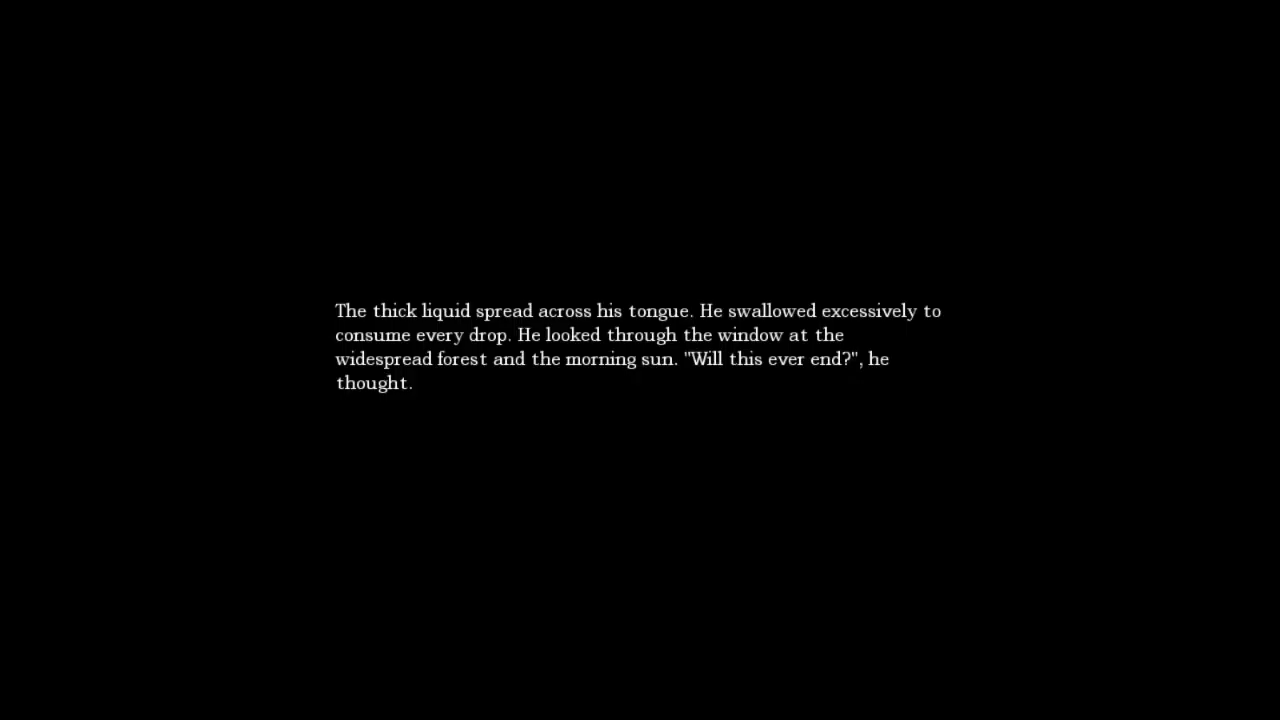 The thick liquid spread across his tongue. He swallowed excessively to
consume every drop. He looked through the window at the
widespread forest and the morning sun. "Will this ever end?", he
thought.